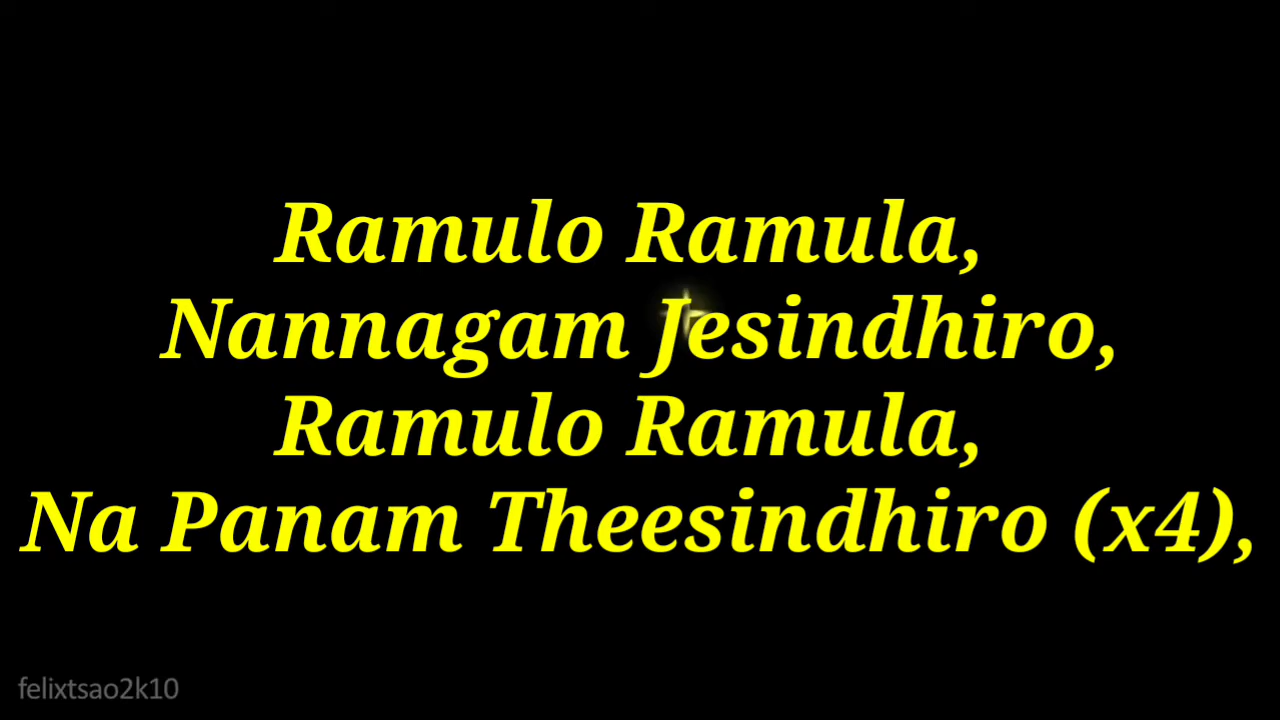 Ramulo Ramula,
Nannagam Jesindhiro,
Ramulo Ramula,
Na Panam Theesindhiro (x4),
felixtsao2k10